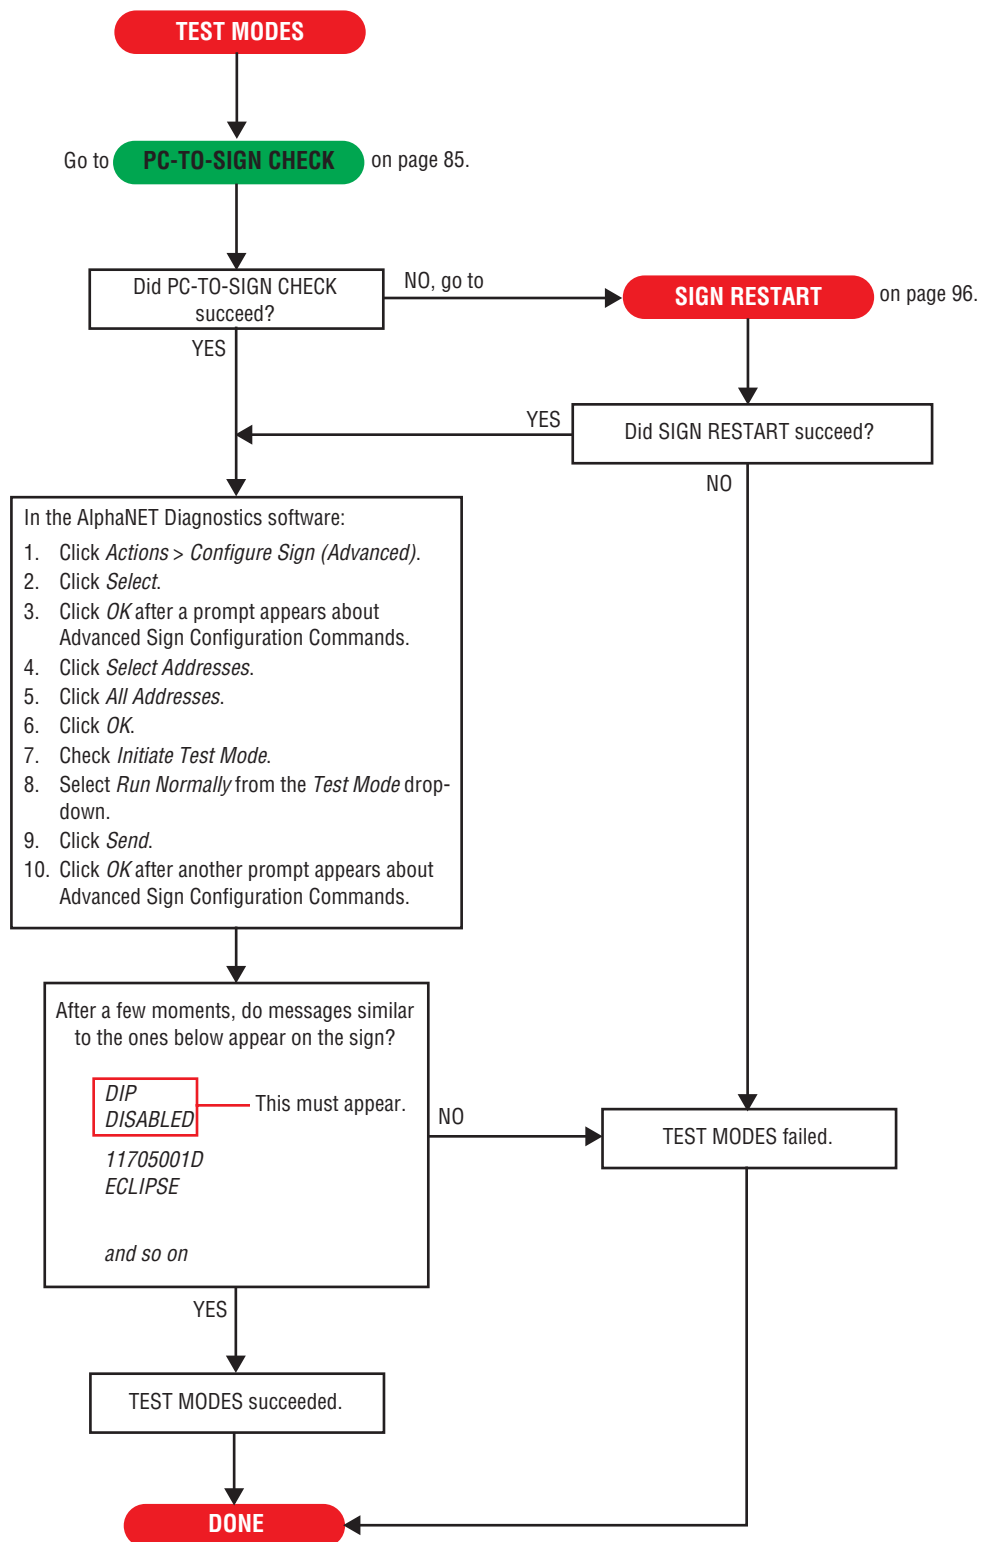 TEST MODES
Go to PC-TO-SIGN CHECK on page 85.
Did PC-TO-SIGN CHECK
succeed?
NO, go to
SIGN RESTART on page 96.
YES
Did SIGN RESTART succeed?
YES
NO
In the AlphaNET Diagnostics software:
1. Click Actions > Configure Sign (Advanced).
2. Click Select.
3. Click OK after a prompt appears about
Advanced Sign Configuration Commands.
4. Click Select Addresses.
5. Click All Addresses.
6. Click OK.
7. Check Initiate Test Mode.
8. Select Run Normally from the Test Mode drop-
down.
9. Click Send.
10. Click OK after another prompt appears about
Advanced Sign Configuration Commands.
After a few moments, do messages similar
to the ones below appear on the sign?
DIP
DISABLED
This must appear.
11705001D
ECLIPSE
and so on
NO
TEST MODES failed.
YES
TEST MODES succeeded.
DONE